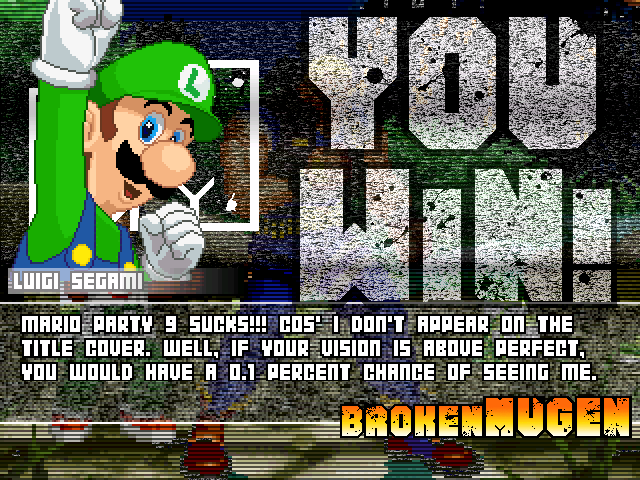 YOU
WIN!
L
LUIGI SEGAMI
MARIO PARTY 9 SUCKS!!! COS' I DON'T APPEAR ON THE
TITLE COVER. WELL, IF YOUR VISION IS ABOVE PERFECT,
YOU WOULD HAVE A 0.1 PERCENT CHANCE OF SEEING ME.
BROKENMUGEN